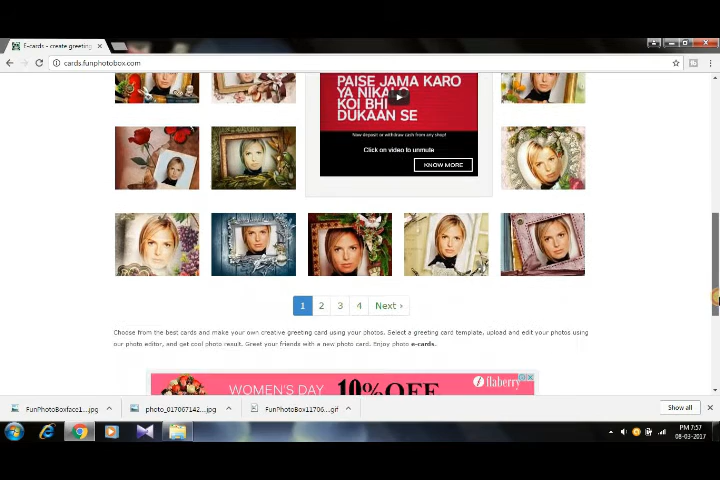 E-cards - create greeting
cards.funphotobox.com
PAISE JAMA KARO
YA NIKALO
KOI BHI
DUKAAN SE
Now deposit or withdraw cash from any shop!
Click on video to unmute
KNOW MORE
1 2 3 4 Next ›
Choose from the best cards and make your own creative greeting card using your photos. Select a greeting card template, upload and edit your photos using
our photo editor, and get cool photo result. Greet your friends with a new photo card. Enjoy photo e-cards.
WOMEN'S DAY 10% OFF flaberry
FunPhotoBoxface1....jpg photo_017067142...jpg FunPhotoBox11706...gif Show all
PM 7:57
08-03-2017